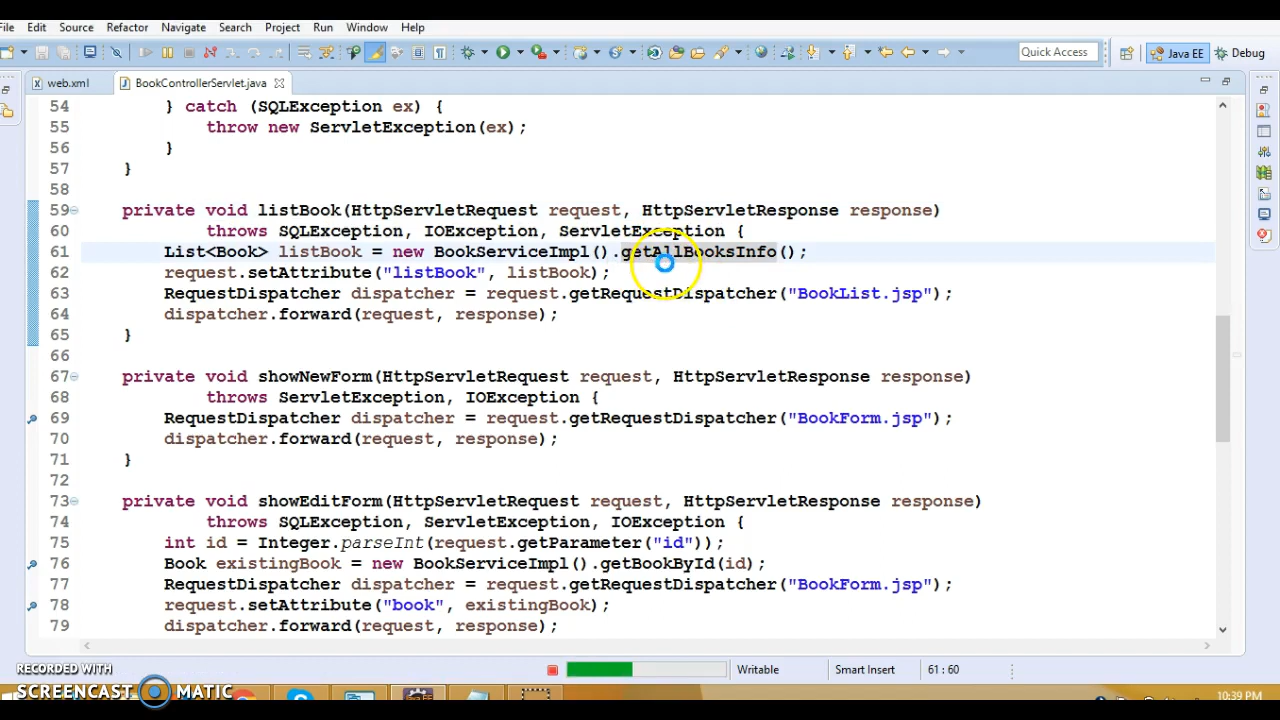 File Edit Source Refactor Navigate Search Project Run Window Help
Quick Access Java EE Debug
web.xml BookControllerServlet.java
54 } catch (SQLException ex) {
55 throw new ServletException(ex);
56 }
57 }
58
59 private void listBook(HttpServletRequest request, HttpServletResponse response)
60 throws SQLException, IOException, ServletException {
61 List<Book> listBook = new BookServiceImpl().getAllBooksInfo();
62 request.setAttribute("listBook", listBook);
63 RequestDispatcher dispatcher = request.getRequestDispatcher("BookList.jsp");
64 dispatcher.forward(request, response);
65 }
66
67 private void showNewForm(HttpServletRequest request, HttpServletResponse response)
68 throws ServletException, IOException {
69 RequestDispatcher dispatcher = request.getRequestDispatcher("BookForm.jsp");
70 dispatcher.forward(request, response);
71 }
72
73 private void showEditForm(HttpServletRequest request, HttpServletResponse response)
74 throws SQLException, ServletException, IOException {
75 int id = Integer.parseInt(request.getParameter("id"));
76 Book existingBook = new BookServiceImpl().getBookById(id);
77 RequestDispatcher dispatcher = request.getRequestDispatcher("BookForm.jsp");
78 request.setAttribute("book", existingBook);
79 dispatcher.forward(request, response);
Writable Smart Insert 61 : 60
RECORDED WITH
SCREENCAST MATIC
10:39 PM